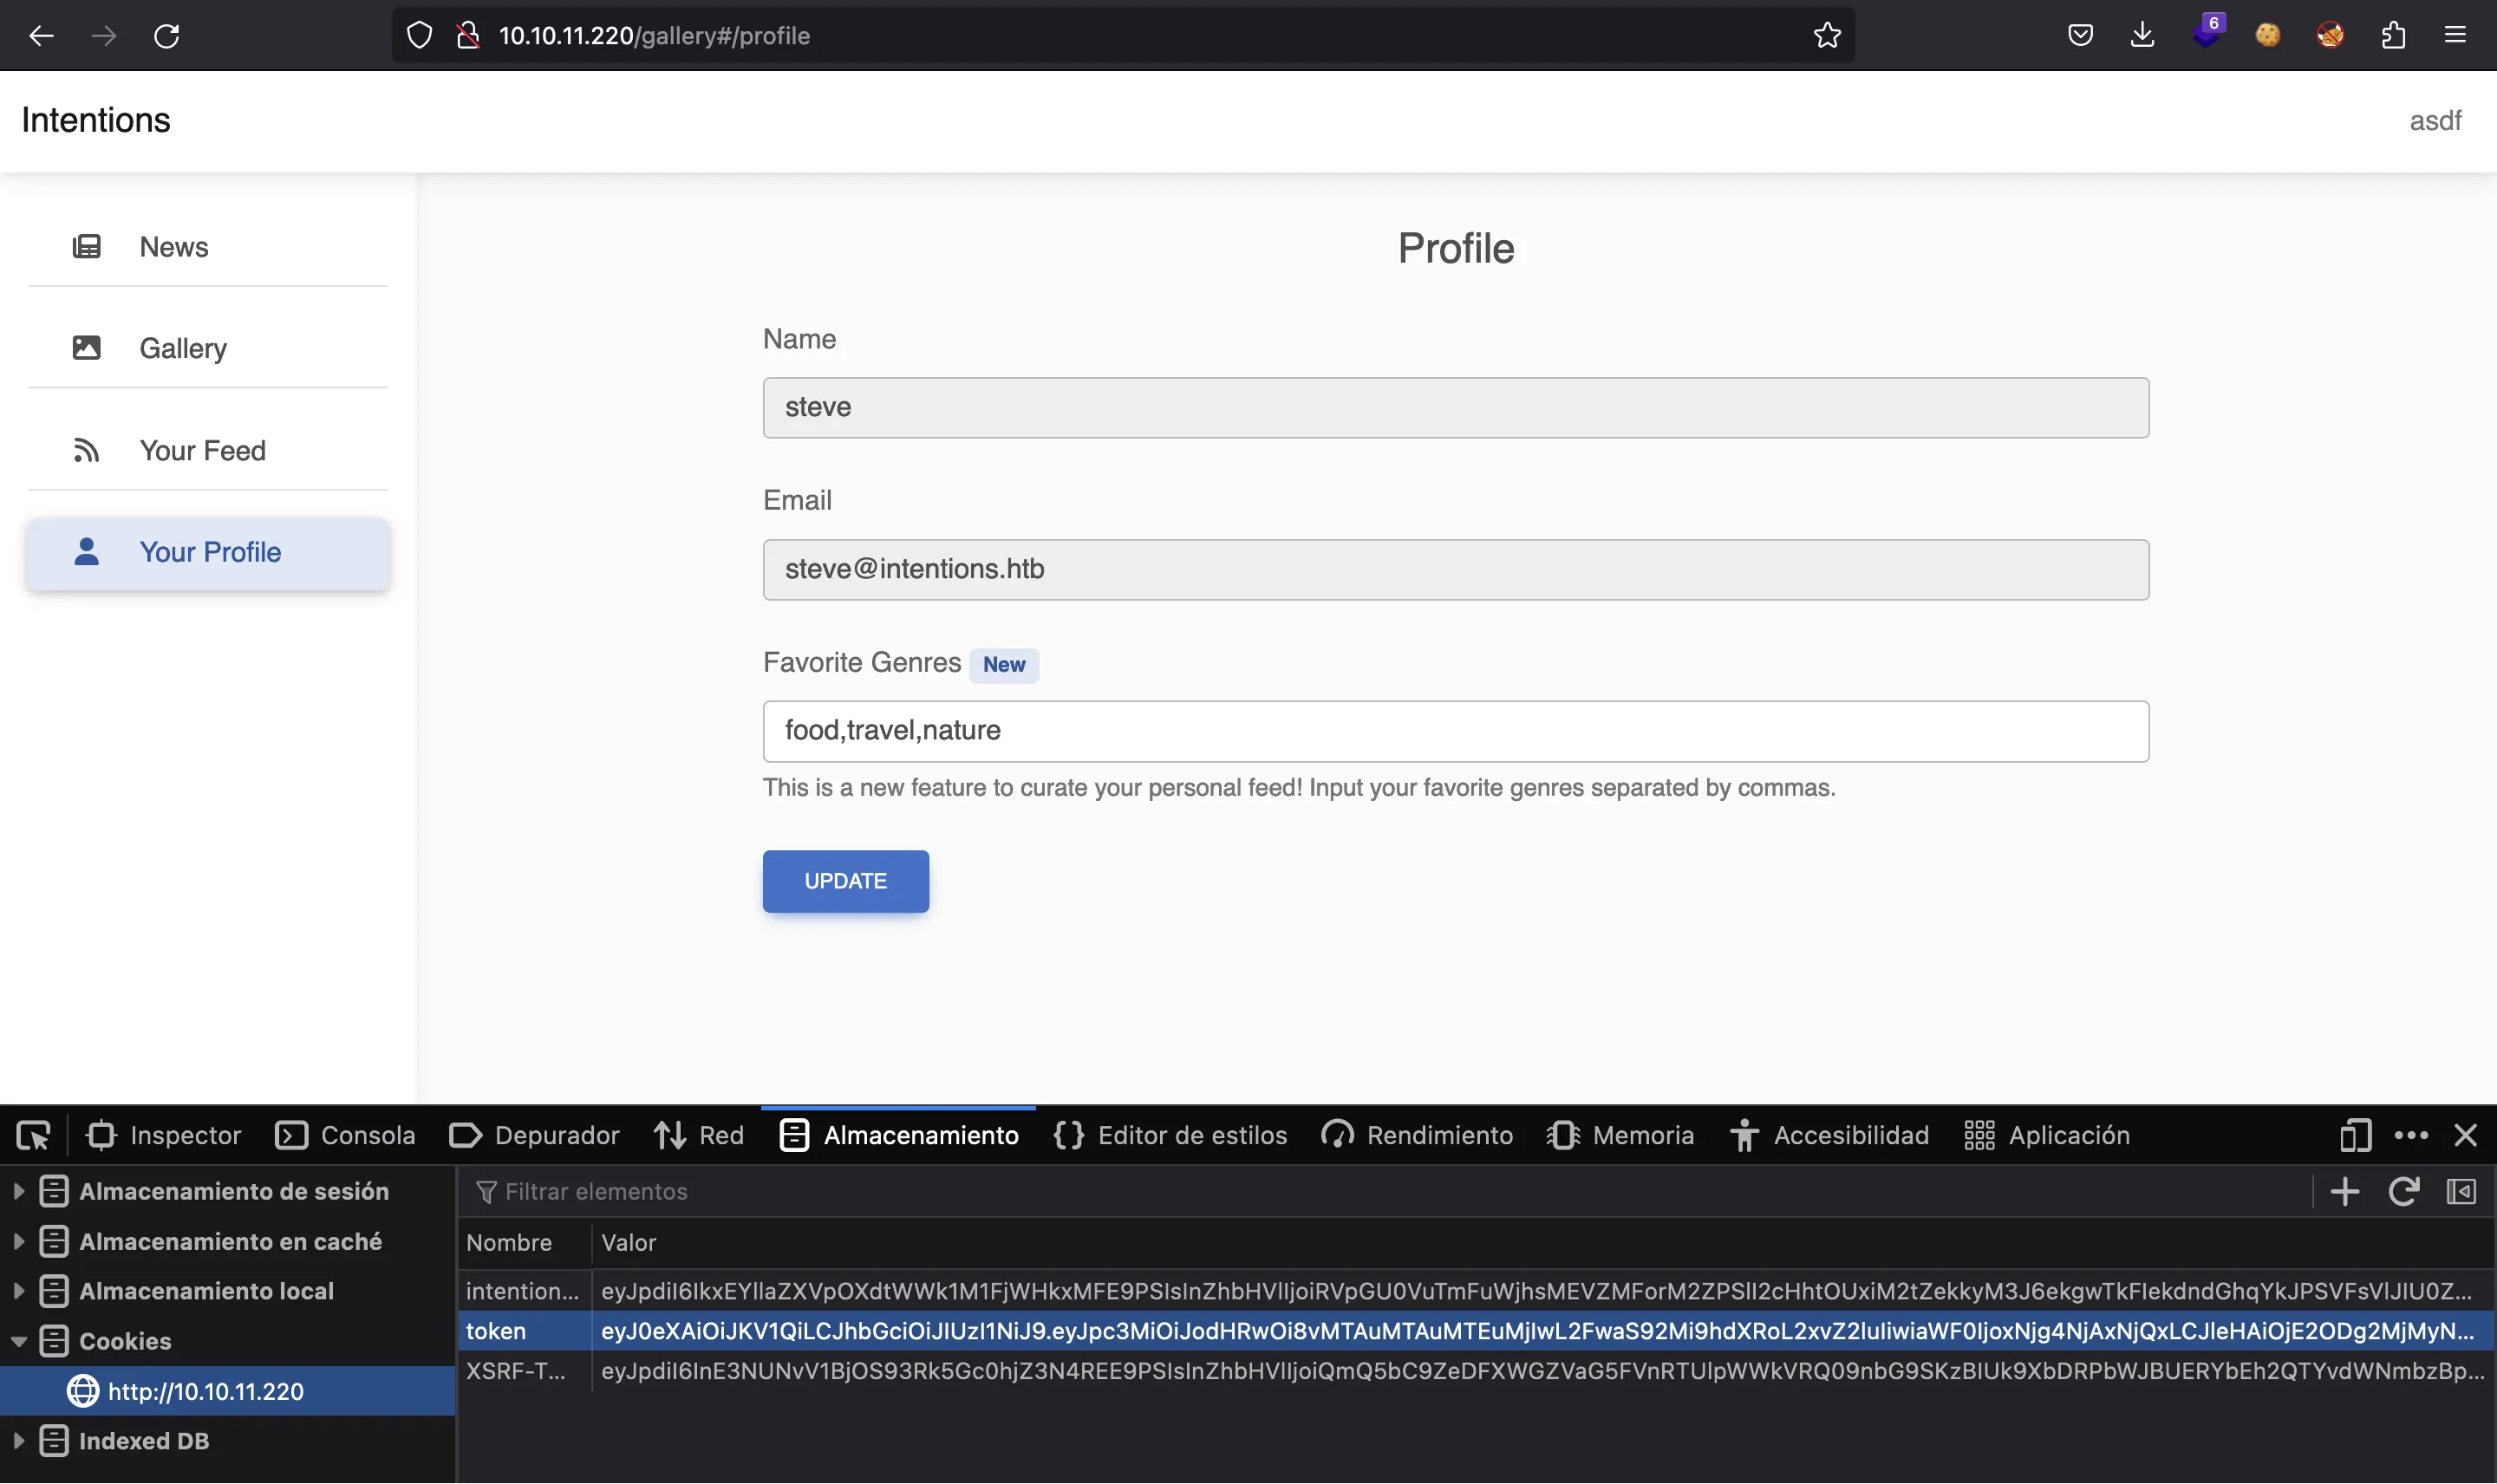 10.10.11.220/gallery#/profile
6
Intentions
asdf
News
Gallery
Your Feed
Your Profile
Profile
Name
steve
Email
steve@intentions.htb
Favorite Genres New
food,travel,nature
This is a new feature to curate your personal feed! Input your favorite genres separated by commas.
UPDATE
Inspector
Consola
Depurador
Red
Almacenamiento
Editor de estilos
Rendimiento
Memoria
Accesibilidad
Aplicación
Almacenamiento de sesión
Almacenamiento en caché
Almacenamiento local
Cookies
http://10.10.11.220
Indexed DB
Filtrar elementos
Nombre
Valor
intention...
token
XSRF-T...